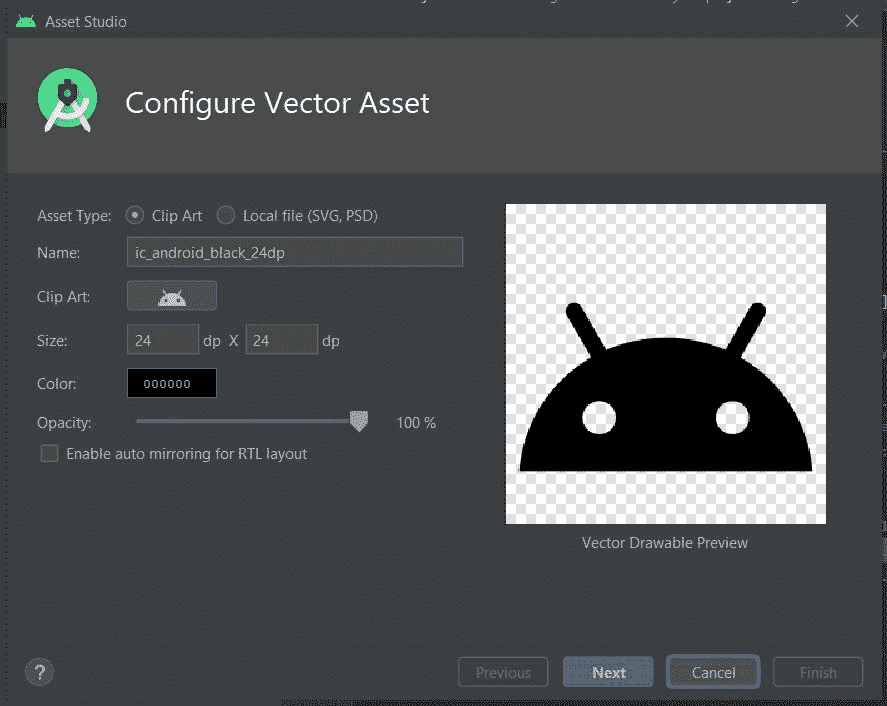 Asset Studio
Configure Vector Asset
Asset Type: Clip Art Local file (SVG, PSD)
Name: ic_android_black_24dp
Clip Art:
Size: 24 dp X 24 dp
Color: 000000
Opacity: 100 %
Enable auto mirroring for RTL layout
Vector Drawable Preview
? Previous Next Cancel Finish